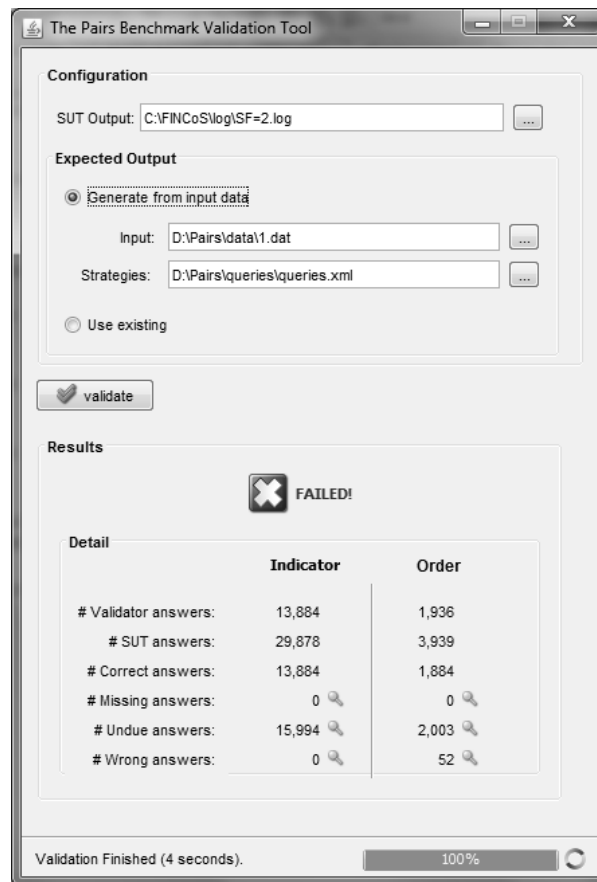 The Pairs Benchmark Validation Tool
Configuration
SUT Output: C:\FINCoS\log\SF=2.log ...
Expected Output
Generate from input data
Input: D:\Pairs\data\1.dat ...
Strategies: D:\Pairs\queries\queries.xml ...
Use existing
validate
Results
FAILED!
Detail
Indicator Order
# Validator answers: 13,884 1,936
# SUT answers: 29,878 3,939
# Correct answers: 13,884 1,884
# Missing answers: 0 0
# Undue answers: 15,994 2,003
# Wrong answers: 0 52
Validation Finished (4 seconds). 100%